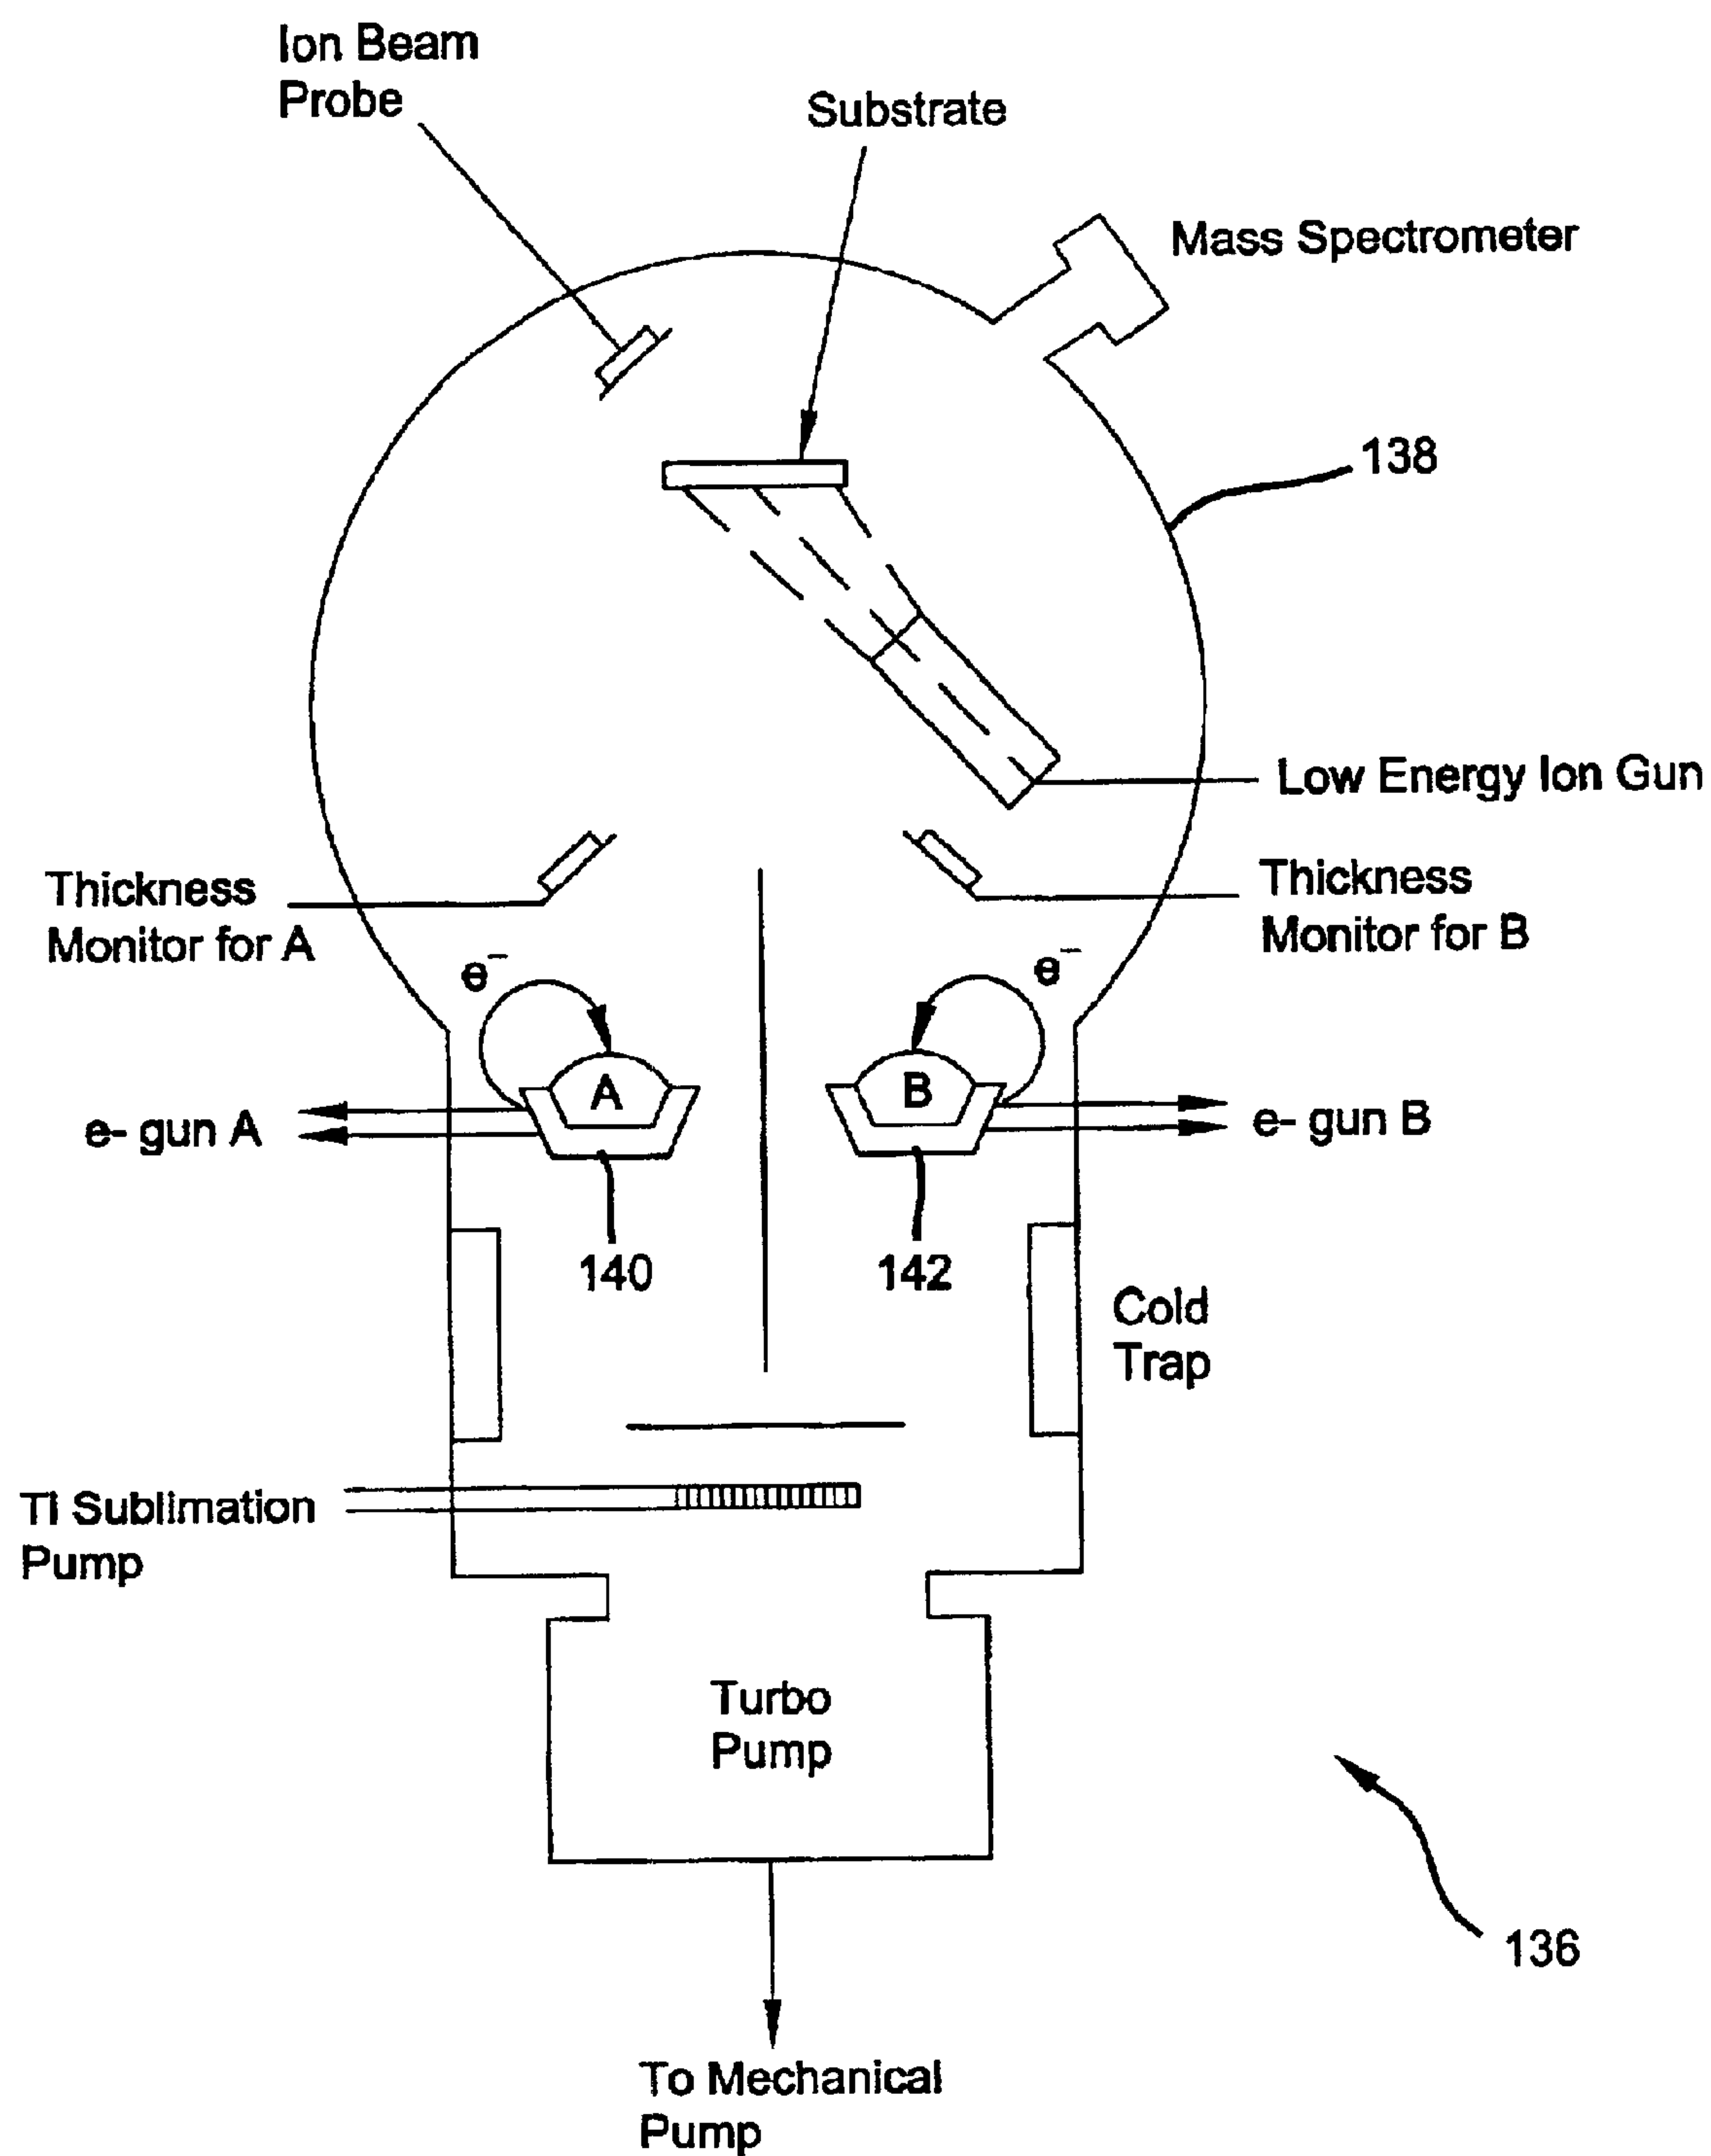 Ion Beam
Probe
Substrate
Mass Spectrometer
138
Low Energy Ion Gun
Thickness
Monitor for A
Thickness
Monitor for B
e⁻
e⁻
A
B
e- gun A
e- gun B
140
142
Cold
Trap
Ti Sublimation
Pump
Turbo
Pump
136
To Mechanical
Pump